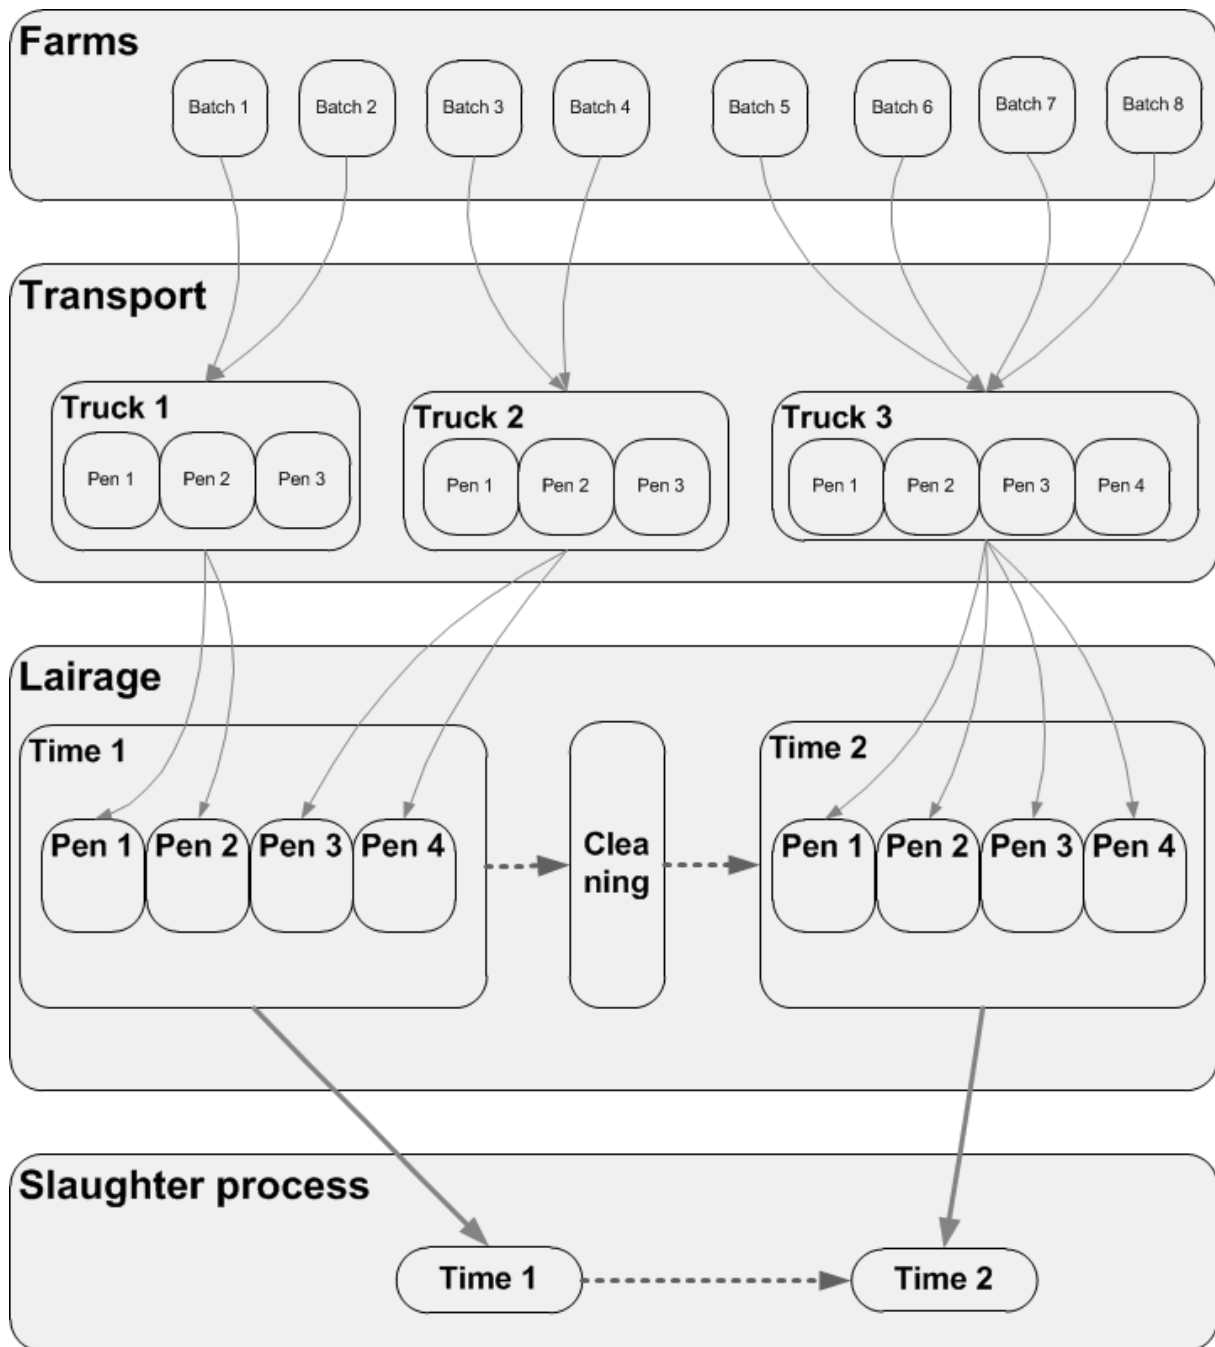 Farms
Batch 1 Batch 2 Batch 3 Batch 4 Batch 5 Batch 6 Batch 7 Batch 8
Transport
Truck 1 Truck 2 Truck 3
Pen 1 Pen 2 Pen 3 Pen 1 Pen 2 Pen 3 Pen 1 Pen 2 Pen 3 Pen 4
Lairage
Time 1 Time 2
Pen 1 Pen 2 Pen 3 Pen 4 Clea Pen 1 Pen 2 Pen 3 Pen 4
ning
Slaughter process
Time 1 Time 2